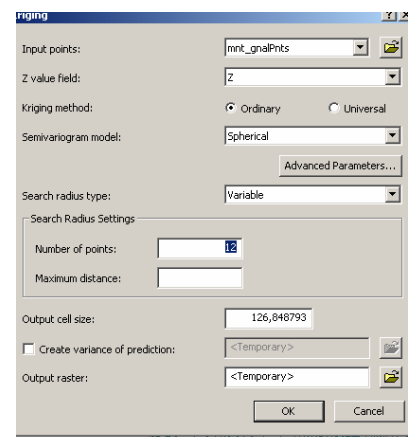 Kriging
Input points: mnt_gnalPnts
Z value field: Z
Kriging method: Ordinary Universal
Semivariogram model: Spherical
Advanced Parameters...
Search radius type: Variable
Search Radius Settings
Number of points: 12
Maximum distance:
Output cell size: 126,848793
Create variance of prediction: <Temporary>
Output raster: <Temporary>
OK Cancel